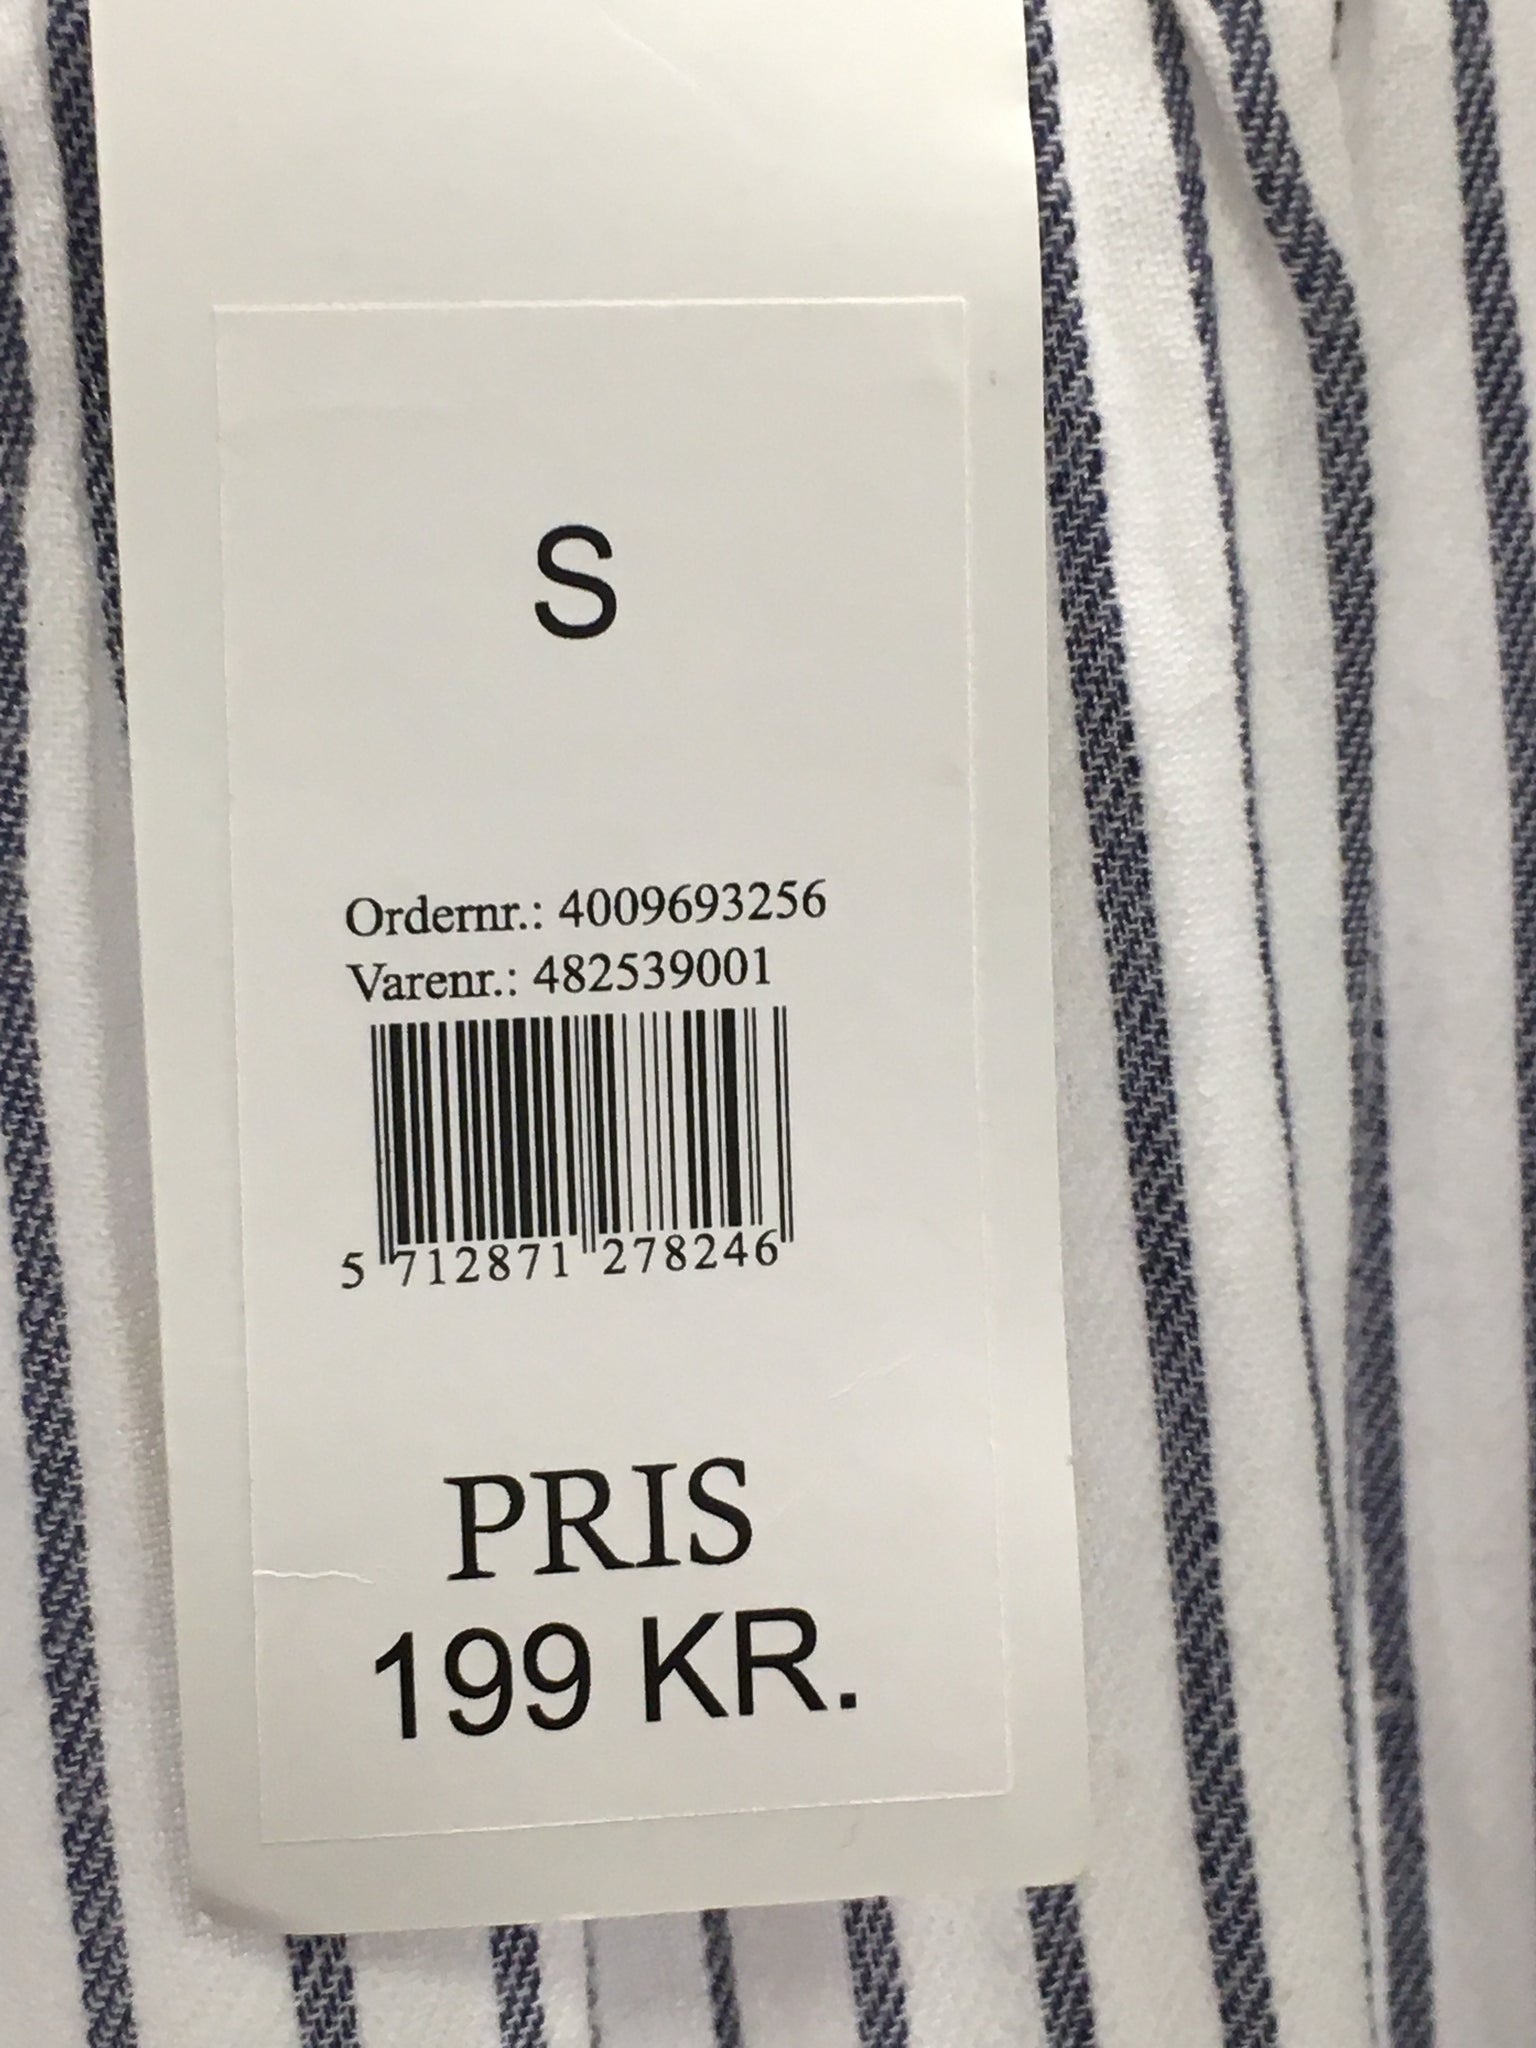 S
Ordernr.: 4009693256
Varenr.: 482539001
5 712871 278246
PRIS
199 KR.